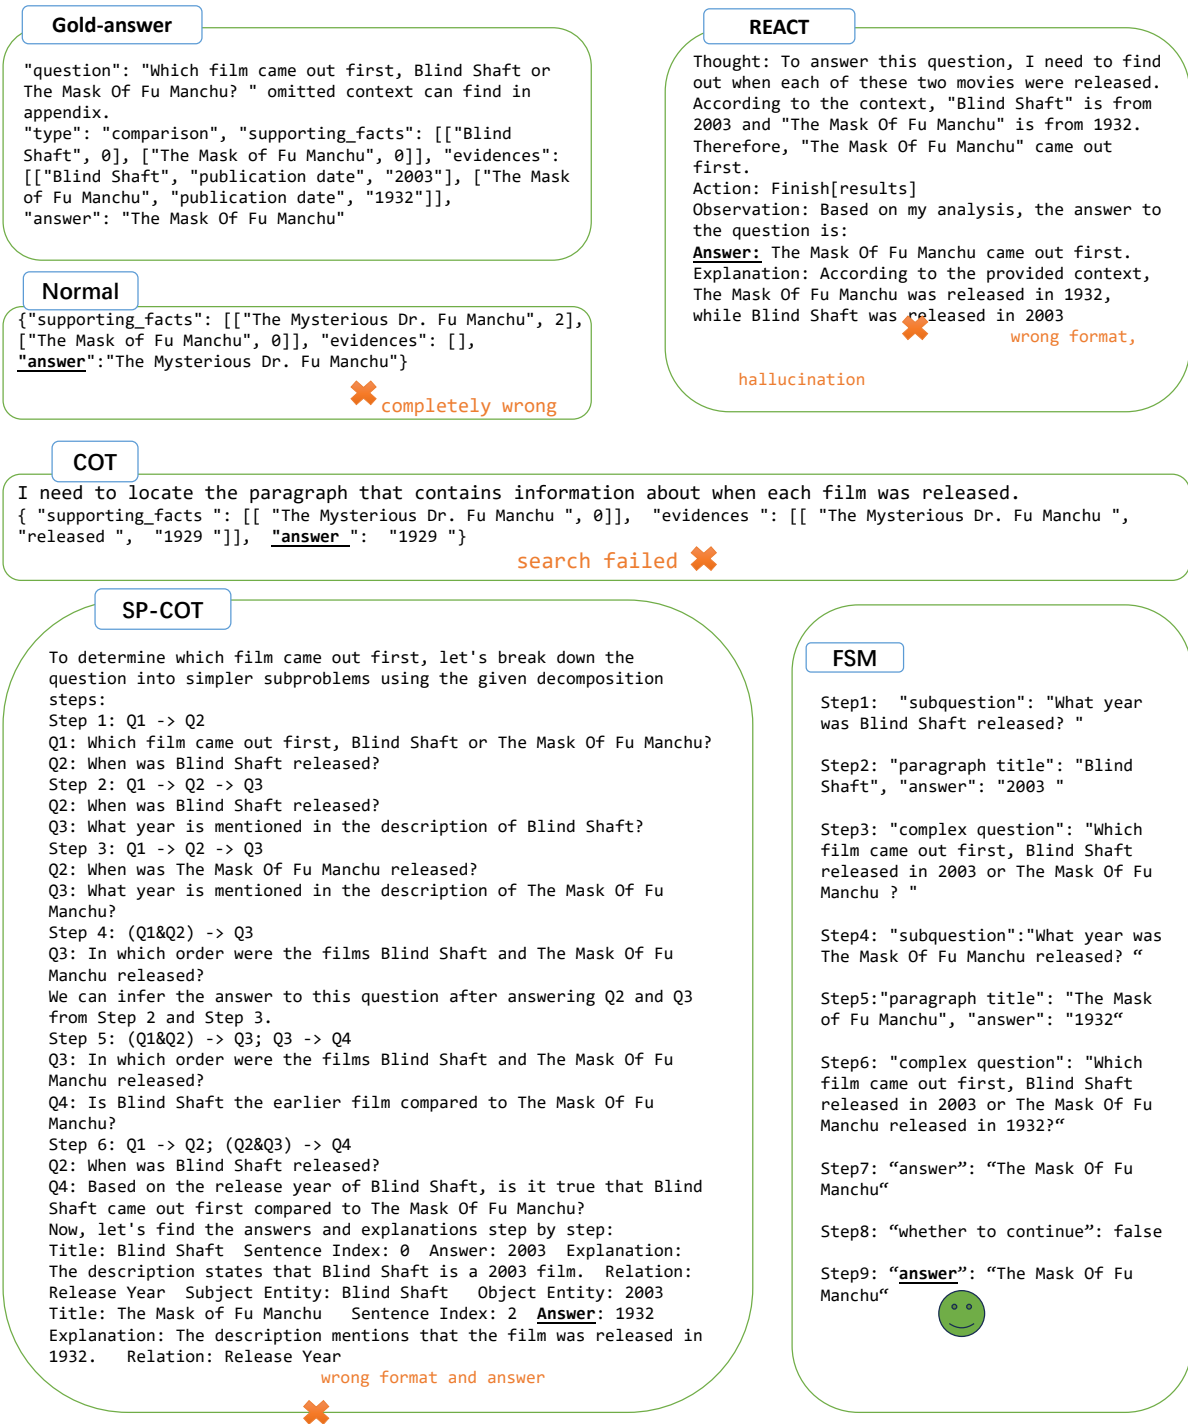 Gold-answer
"question": "Which film came out first, Blind Shaft or
The Mask Of Fu Manchu? " omitted context can find in
appendix.
"type": "comparison", "supporting_facts": [["Blind
Shaft", 0], ["The Mask of Fu Manchu", 0]], "evidences":
[["Blind Shaft", "publication date", "2003"], ["The Mask
of Fu Manchu", "publication date", "1932"]],
"answer": "The Mask Of Fu Manchu"
REACT
Thought: To answer this question, I need to find
out when each of these two movies were released.
According to the context, "Blind Shaft" is from
2003 and "The Mask Of Fu Manchu" is from 1932.
Therefore, "The Mask Of Fu Manchu" came out
first.
Action: Finish[results]
Observation: Based on my analysis, the answer to
the question is:
Answer: The Mask Of Fu Manchu came out first.
Explanation: According to the provided context,
The Mask Of Fu Manchu was released in 1932,
while Blind Shaft was released in 2003
wrong format,
hallucination
Normal
{"supporting_facts": [["The Mysterious Dr. Fu Manchu", 2],
["The Mask of Fu Manchu", 0]], "evidences": [],
"answer":"The Mysterious Dr. Fu Manchu"}
completely wrong
COT
I need to locate the paragraph that contains information about when each film was released.
{ "supporting_facts ": [[ "The Mysterious Dr. Fu Manchu ", 0]],  "evidences ": [[ "The Mysterious Dr. Fu Manchu ",
"released ",  "1929 "]],  "answer ":  "1929 "}
search failed
SP-COT
To determine which film came out first, let's break down the
question into simpler subproblems using the given decomposition
steps:
Step 1: Q1 -> Q2
Q1: Which film came out first, Blind Shaft or The Mask Of Fu Manchu?
Q2: When was Blind Shaft released?
Step 2: Q1 -> Q2 -> Q3
Q2: When was Blind Shaft released?
Q3: What year is mentioned in the description of Blind Shaft?
Step 3: Q1 -> Q2 -> Q3
Q2: When was The Mask Of Fu Manchu released?
Q3: What year is mentioned in the description of The Mask Of Fu
Manchu?
Step 4: (Q1&Q2) -> Q3
Q3: In which order were the films Blind Shaft and The Mask Of Fu
Manchu released?
We can infer the answer to this question after answering Q2 and Q3
from Step 2 and Step 3.
Step 5: (Q1&Q2) -> Q3; Q3 -> Q4
Q3: In which order were the films Blind Shaft and The Mask Of Fu
Manchu released?
Q4: Is Blind Shaft the earlier film compared to The Mask Of Fu
Manchu?
Step 6: Q1 -> Q2; (Q2&Q3) -> Q4
Q2: When was Blind Shaft released?
Q4: Based on the release year of Blind Shaft, is it true that Blind
Shaft came out first compared to The Mask Of Fu Manchu?
Now, let's find the answers and explanations step by step:
Title: Blind Shaft  Sentence Index: 0  Answer: 2003  Explanation:
The description states that Blind Shaft is a 2003 film.  Relation:
Release Year  Subject Entity: Blind Shaft   Object Entity: 2003
Title: The Mask of Fu Manchu   Sentence Index: 2  Answer: 1932
Explanation: The description mentions that the film was released in
1932.   Relation: Release Year
wrong format and answer
FSM
Step1:  "subquestion": "What year
was Blind Shaft released? "
Step2: "paragraph title": "Blind
Shaft", "answer": "2003 "
Step3: "complex question": "Which
film came out first, Blind Shaft
released in 2003 or The Mask Of Fu
Manchu ? "
Step4: "subquestion":"What year was
The Mask Of Fu Manchu released? “
Step5:"paragraph title": "The Mask
of Fu Manchu", "answer": "1932“
Step6: "complex question": "Which
film came out first, Blind Shaft
released in 2003 or The Mask Of Fu
Manchu released in 1932?“
Step7: “answer”: “The Mask Of Fu
Manchu“
Step8: “whether to continue”: false
Step9: “answer”: “The Mask Of Fu
Manchu“